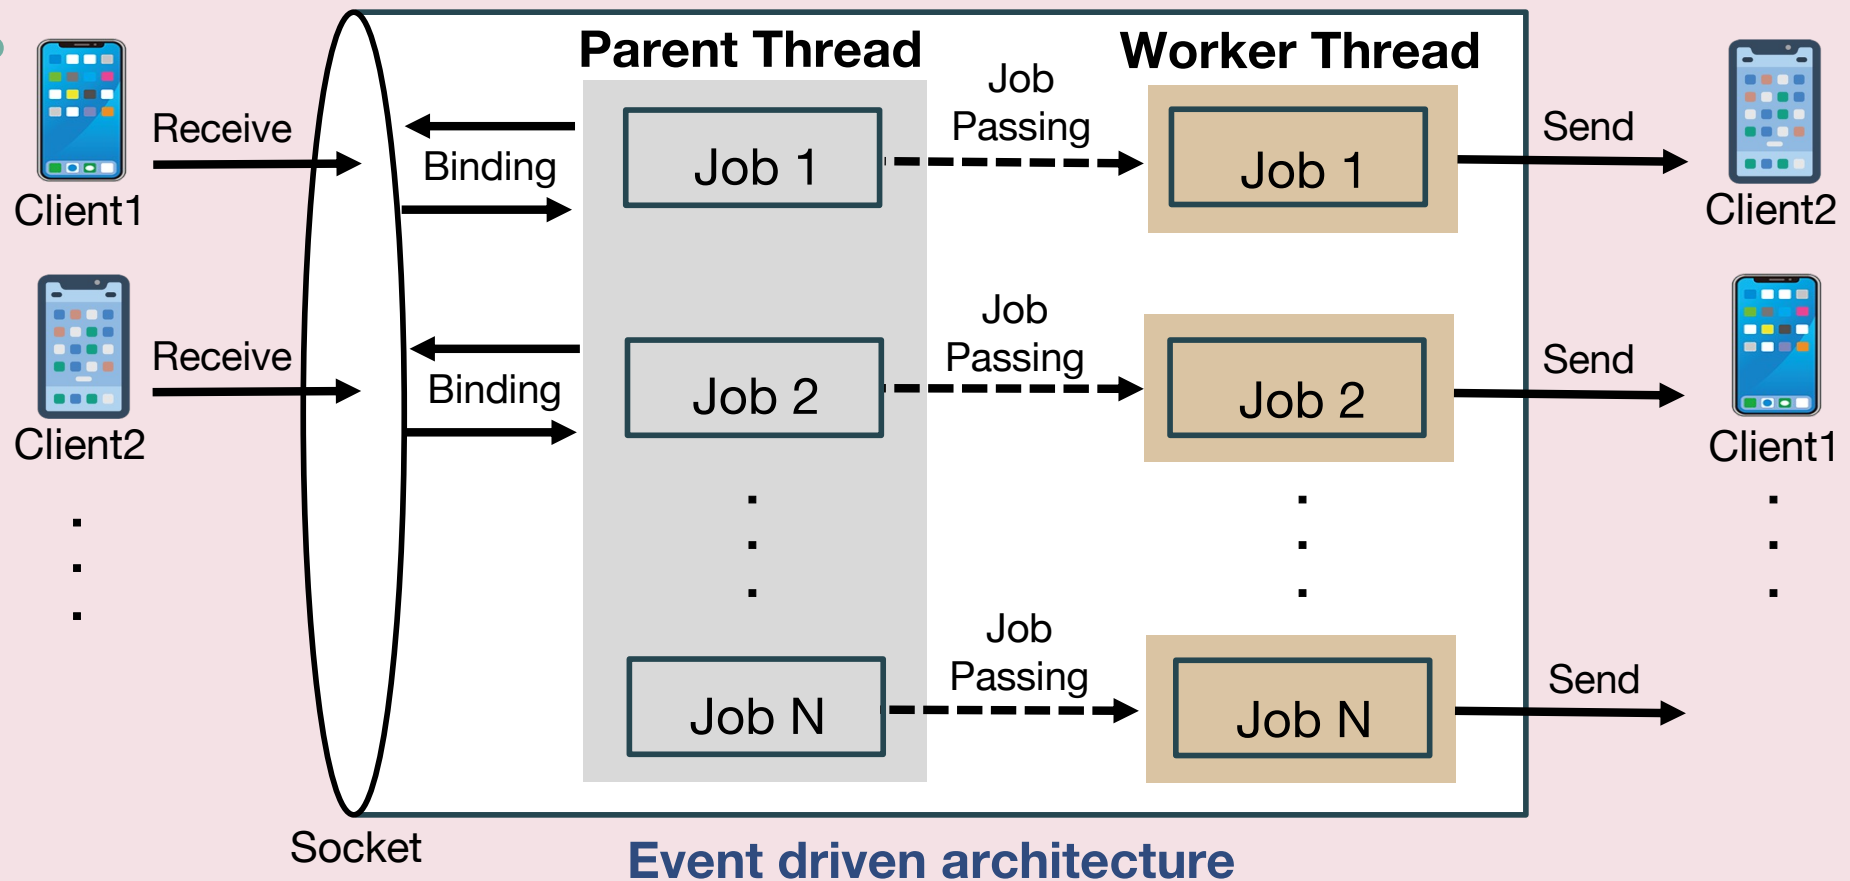 Parent Thread
Worker Thread
Job
Passing
Receive
Binding
Job 1
Job 1
Send
Client1
Client2
Job
Passing
Receive
Binding
Job 2
Job 2
Send
Client2
Client1
.
.
.
.
.
.
.
.
.
.
.
.
Job
Passing
Job N
Job N
Send
Socket
Event driven architecture